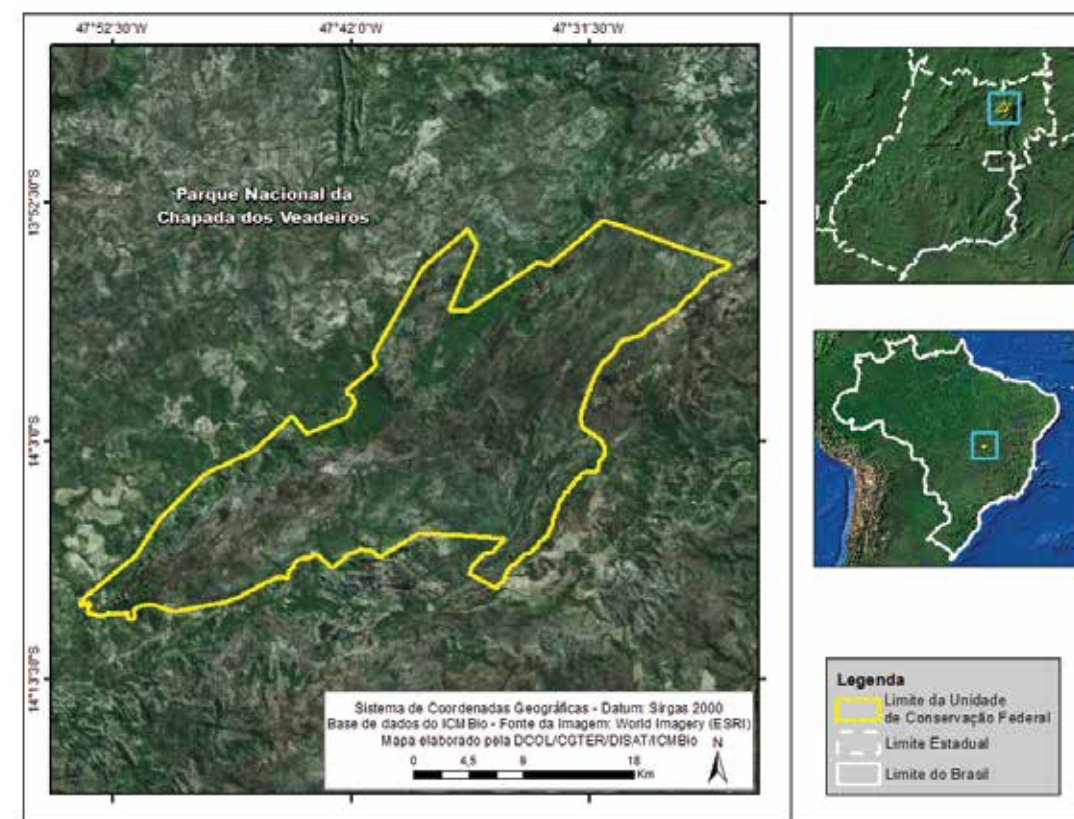 47°52'30"W
47°42'0"W
47°31'30"W
13°52'30"S
14°3'0"S
14°13'30"S
Parque Nacional da
Chapada dos Veadeiros
Sistema de Coordenadas Geográficas - Datum: Sirgas 2000
Base de dados do ICMBio - Fonte da Imagem: World Imagery (ESRI)
Mapa elaborado pela DCOL/CGTER/DISAT/ICMBio
N
0 4,5 9 18
Km
Legenda
Limite da Unidade
de Conservação Federal
Limite Estadual
Limite do Brasil